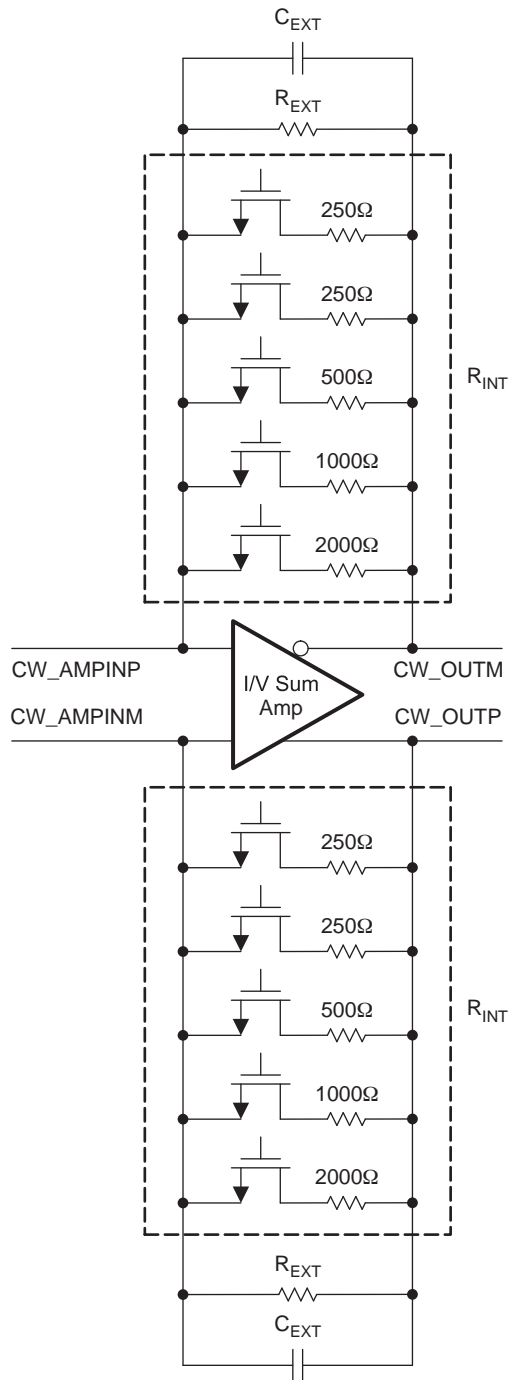 C_EXT
R_EXT
250Ω
250Ω
500Ω
R_INT
1000Ω
2000Ω
CW_AMPINP
I/V Sum
Amp
CW_OUTM
CW_AMPINM
CW_OUTP
250Ω
250Ω
500Ω
R_INT
1000Ω
2000Ω
R_EXT
C_EXT